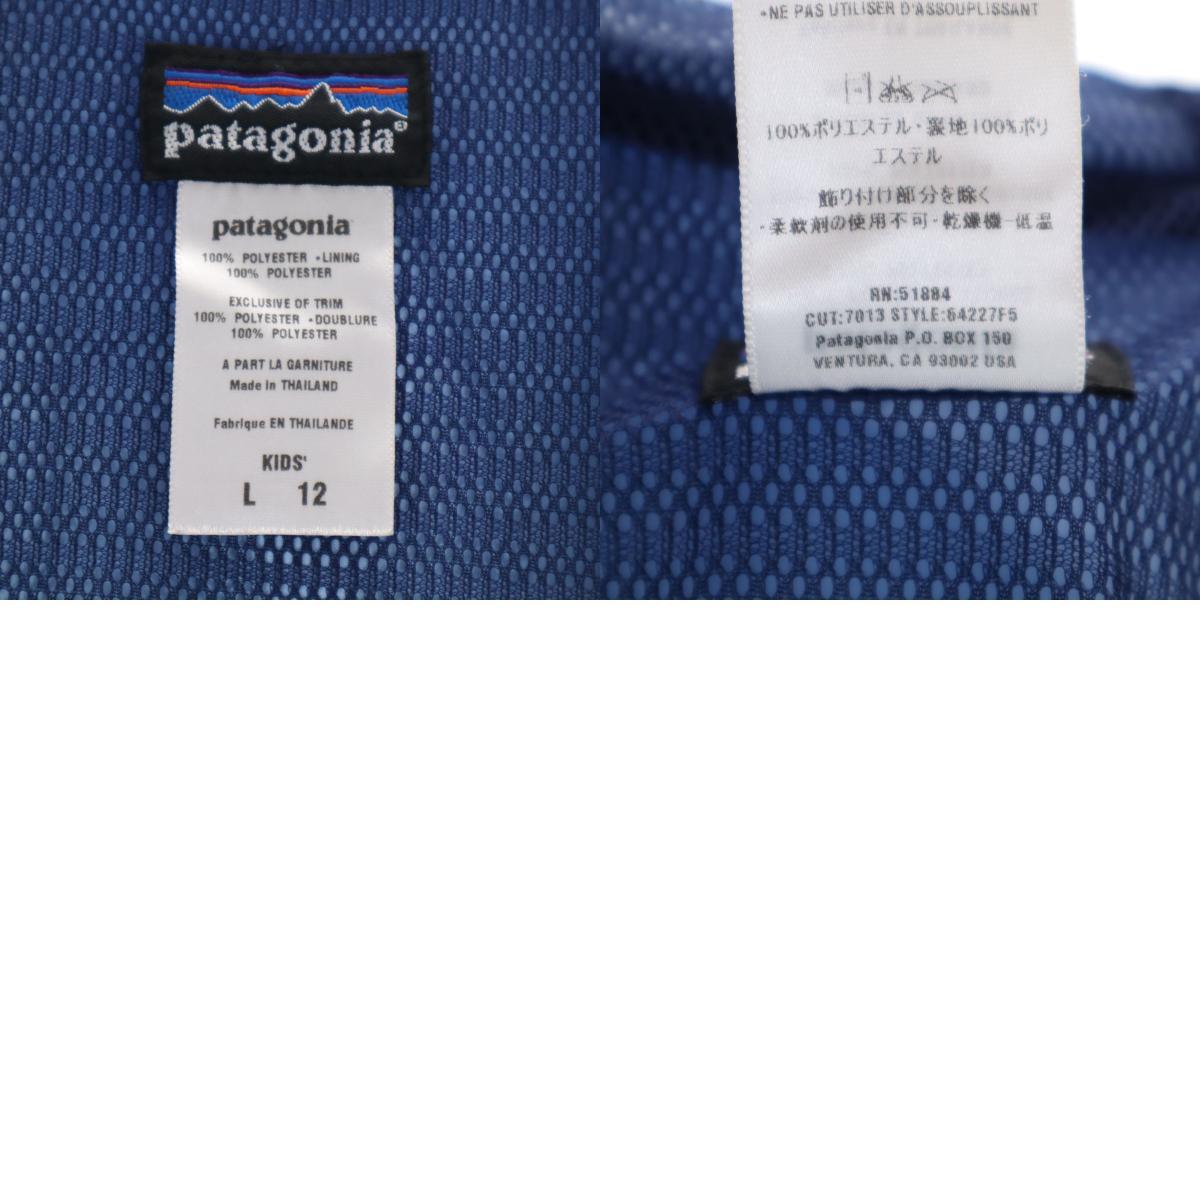 patagonia
patagonia
100% POLYESTER •LINING
100% POLYESTER
EXCLUSIVE OF TRIM
100% POLYESTER •DOUBLURE
100% POLYESTER
A PART LA GARNITURE
Made in THAILAND
Fabrique EN THAILANDE
KIDS'
L 12
•NE PAS UTILISER D'ASSOUPLISSANT
100%ポリエステル・裏地100%ポリ
エステル
飾り付け部分を除く
・柔軟剤の使用不可・乾燥機－低温
RN:51884
CUT:7013 STYLE:64227F5
Patagonia P.O. BOX 150
VENTURA, CA 93002 USA